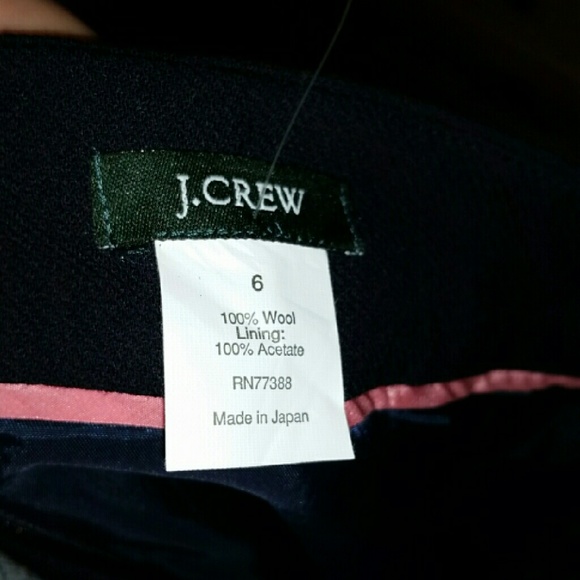 J.CREW
6
100% Wool
Lining:
100% Acetate
RN77388
Made in Japan